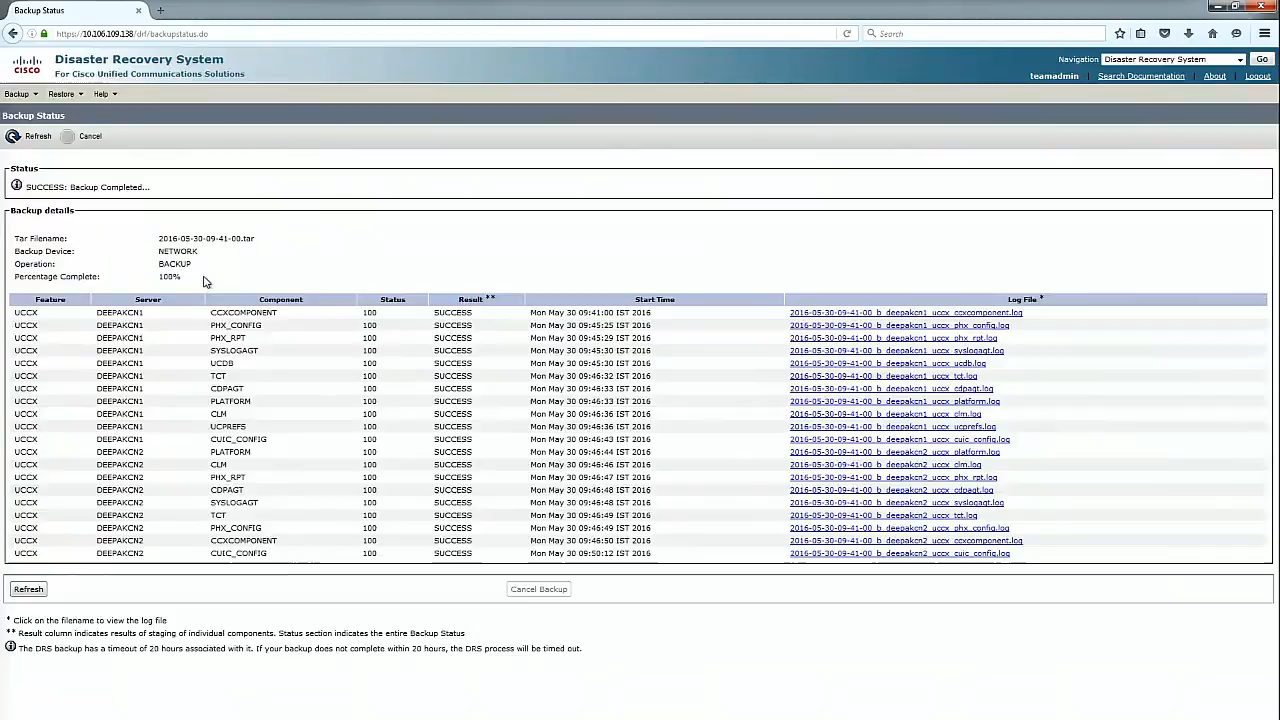 Backup Status
https://10.106.109.138/drf/backupstatus.do
Search
CISCO
Disaster Recovery System
For Cisco Unified Communications Solutions
Navigation Disaster Recovery System Go
teamadmin | Search Documentation | About | Logout
Backup Restore Help
Backup Status
Refresh Cancel
Status
SUCCESS: Backup Completed...
Backup details
Tar Filename: 2016-05-30-09-41-00.tar
Backup Device: NETWORK
Operation: BACKUP
Percentage Complete: 100%
Feature Server Component Status Result ** Start Time Log File *
UCCX DEEPAKCN1 CCXCOMPONENT 100 SUCCESS Mon May 30 09:41:00 IST 2016 2016-05-30-09-41-00_b_deepakcn1_uccx_ccxcomponent.log
UCCX DEEPAKCN1 PHX_CONFIG 100 SUCCESS Mon May 30 09:45:25 IST 2016 2016-05-30-09-41-00_b_deepakcn1_uccx_phx_config.log
UCCX DEEPAKCN1 PHX_RPT 100 SUCCESS Mon May 30 09:45:29 IST 2016 2016-05-30-09-41-00_b_deepakcn1_uccx_phx_rpt.log
UCCX DEEPAKCN1 SYSLOGAGT 100 SUCCESS Mon May 30 09:45:30 IST 2016 2016-05-30-09-41-00_b_deepakcn1_uccx_syslogagt.log
UCCX DEEPAKCN1 UCDB 100 SUCCESS Mon May 30 09:45:30 IST 2016 2016-05-30-09-41-00_b_deepakcn1_uccx_ucdb.log
UCCX DEEPAKCN1 TCT 100 SUCCESS Mon May 30 09:46:32 IST 2016 2016-05-30-09-41-00_b_deepakcn1_uccx_tct.log
UCCX DEEPAKCN1 CDPAGT 100 SUCCESS Mon May 30 09:46:33 IST 2016 2016-05-30-09-41-00_b_deepakcn1_uccx_cdpagt.log
UCCX DEEPAKCN1 PLATFORM 100 SUCCESS Mon May 30 09:46:33 IST 2016 2016-05-30-09-41-00_b_deepakcn1_uccx_platform.log
UCCX DEEPAKCN1 CLM 100 SUCCESS Mon May 30 09:46:36 IST 2016 2016-05-30-09-41-00_b_deepakcn1_uccx_clm.log
UCCX DEEPAKCN1 UCPREFS 100 SUCCESS Mon May 30 09:46:36 IST 2016 2016-05-30-09-41-00_b_deepakcn1_uccx_ucprefs.log
UCCX DEEPAKCN1 CUIC_CONFIG 100 SUCCESS Mon May 30 09:46:43 IST 2016 2016-05-30-09-41-00_b_deepakcn1_uccx_cuic_config.log
UCCX DEEPAKCN2 PLATFORM 100 SUCCESS Mon May 30 09:46:44 IST 2016 2016-05-30-09-41-00_b_deepakcn2_uccx_platform.log
UCCX DEEPAKCN2 CLM 100 SUCCESS Mon May 30 09:46:46 IST 2016 2016-05-30-09-41-00_b_deepakcn2_uccx_clm.log
UCCX DEEPAKCN2 PHX_RPT 100 SUCCESS Mon May 30 09:46:47 IST 2016 2016-05-30-09-41-00_b_deepakcn2_uccx_phx_rpt.log
UCCX DEEPAKCN2 CDPAGT 100 SUCCESS Mon May 30 09:46:48 IST 2016 2016-05-30-09-41-00_b_deepakcn2_uccx_cdpagt.log
UCCX DEEPAKCN2 SYSLOGAGT 100 SUCCESS Mon May 30 09:46:48 IST 2016 2016-05-30-09-41-00_b_deepakcn2_uccx_syslogagt.log
UCCX DEEPAKCN2 TCT 100 SUCCESS Mon May 30 09:46:49 IST 2016 2016-05-30-09-41-00_b_deepakcn2_uccx_tct.log
UCCX DEEPAKCN2 PHX_CONFIG 100 SUCCESS Mon May 30 09:46:49 IST 2016 2016-05-30-09-41-00_b_deepakcn2_uccx_phx_config.log
UCCX DEEPAKCN2 CCXCOMPONENT 100 SUCCESS Mon May 30 09:46:50 IST 2016 2016-05-30-09-41-00_b_deepakcn2_uccx_ccxcomponent.log
UCCX DEEPAKCN2 CUIC_CONFIG 100 SUCCESS Mon May 30 09:50:12 IST 2016 2016-05-30-09-41-00_b_deepakcn2_uccx_cuic_config.log
Refresh Cancel Backup
* Click on the filename to view the log file
** Result column indicates results of staging of individual components. Status section indicates the entire Backup Status
The DRS backup has a timeout of 20 hours associated with it. If your backup does not complete within 20 hours, the DRS process will be timed out.